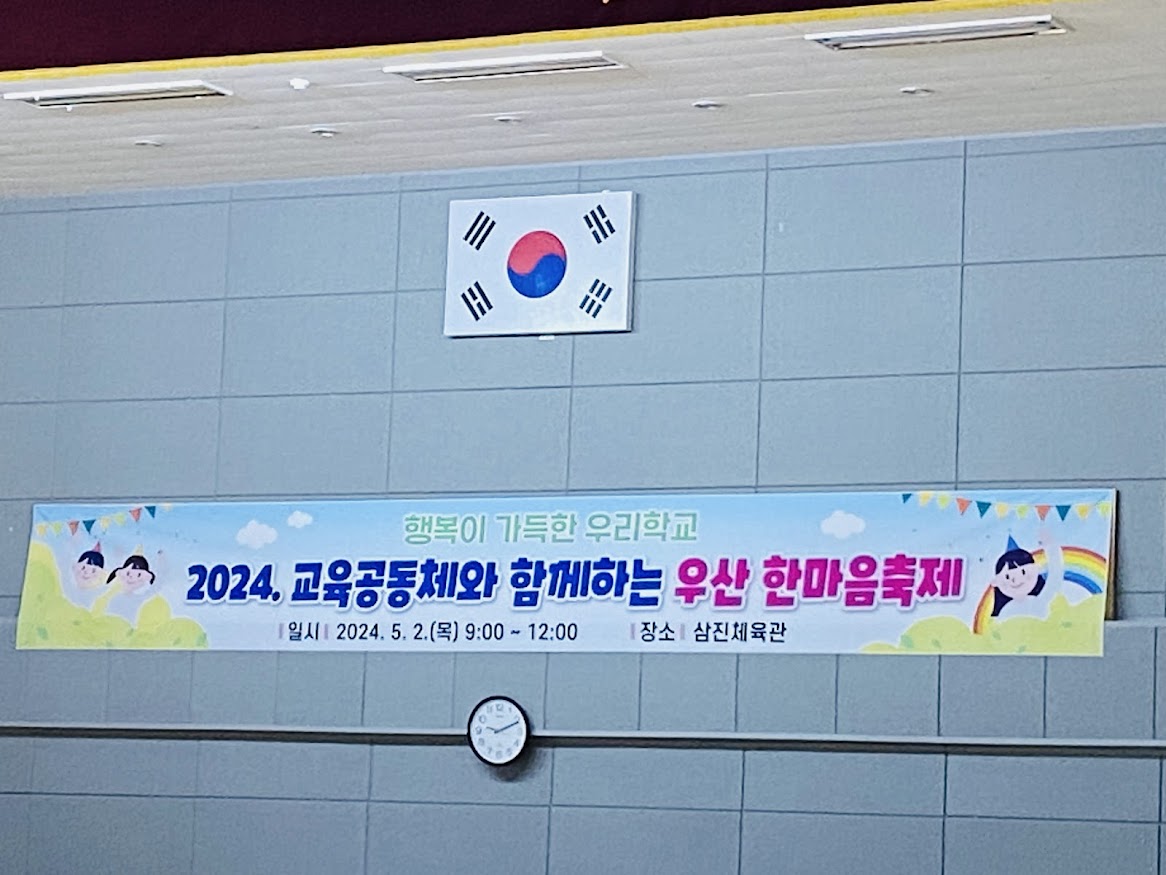 행복이 가득한 우리학교
2024. 교육공동체와 함께하는 우산 한마음축제
일시 2024. 5. 2.(목) 9:00 ~ 12:00 장소 삼진체육관